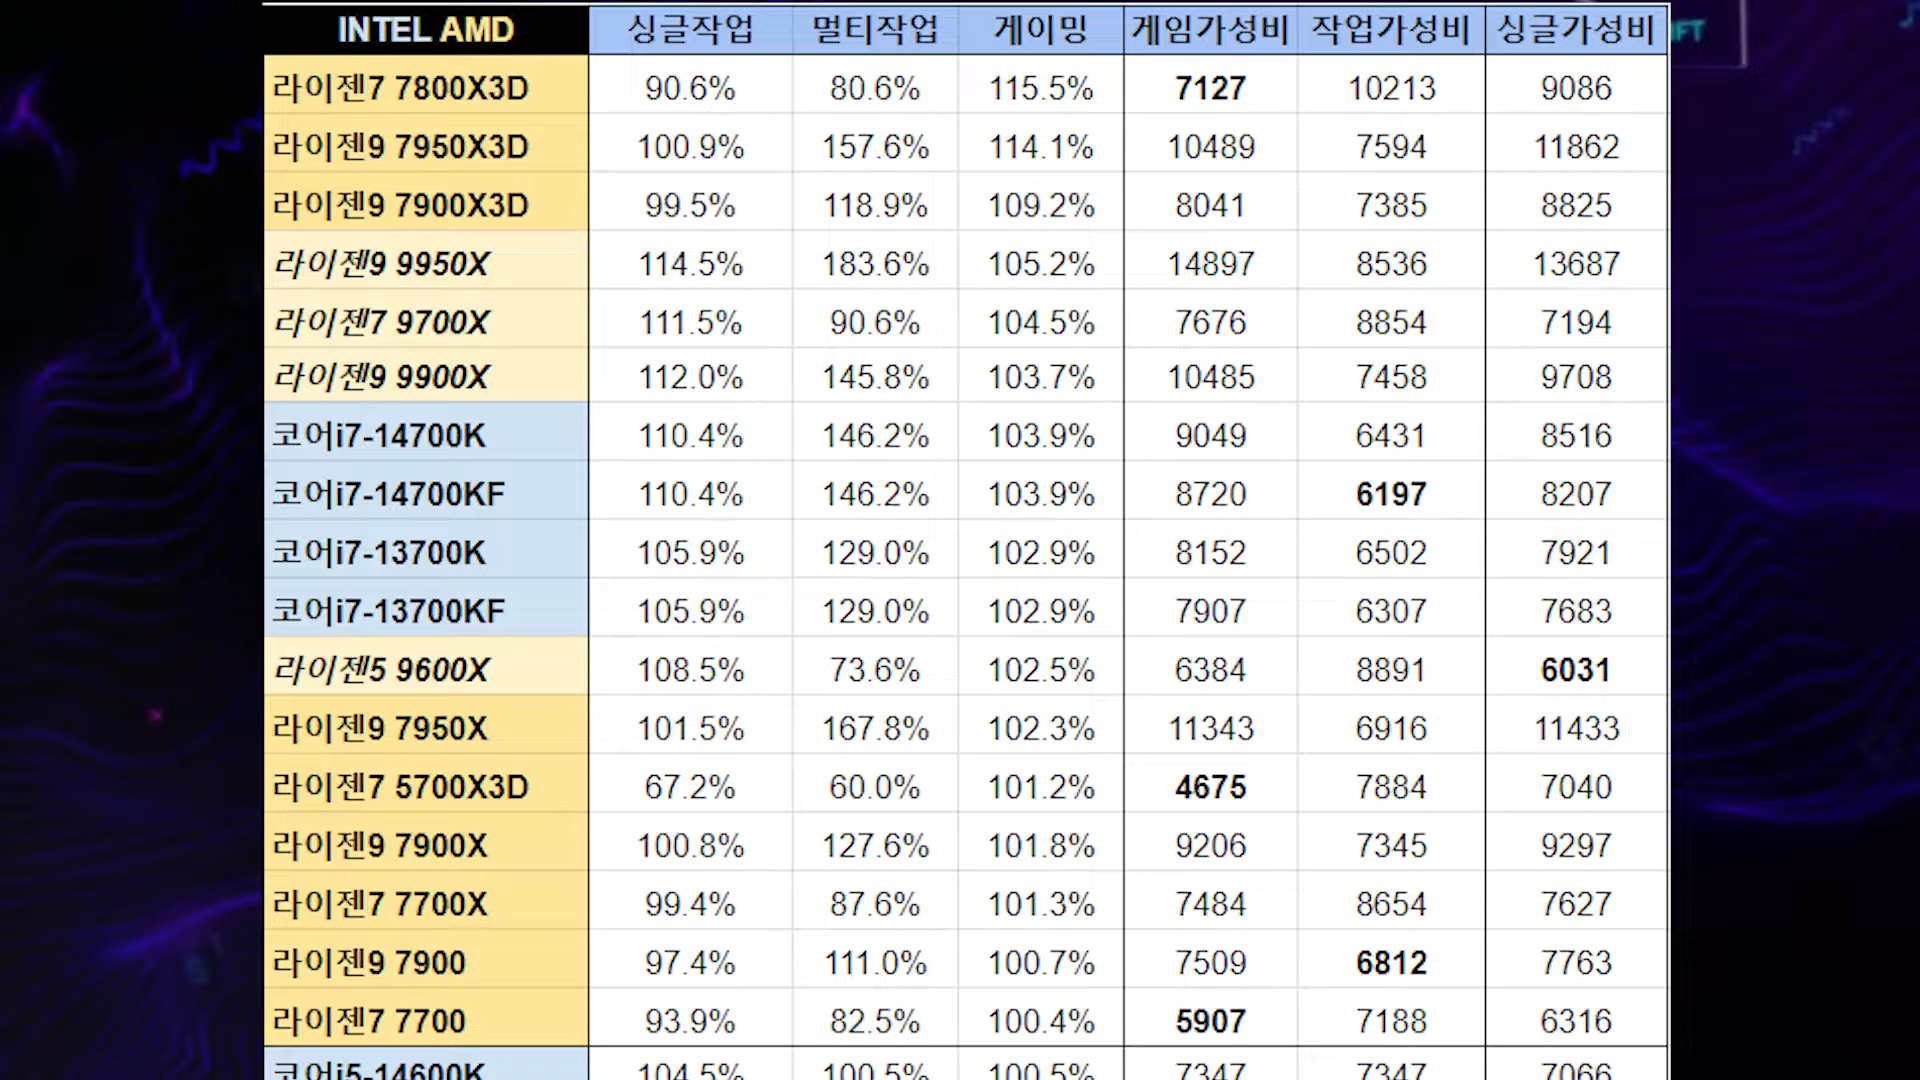 INTEL AMD 싱글작업 멀티작업 게이밍 게임가성비 작업가성비 싱글가성비
라이젠7 7800X3D 90.6% 80.6% 115.5% 7127 10213 9086
라이젠9 7950X3D 100.9% 157.6% 114.1% 10489 7594 11862
라이젠9 7900X3D 99.5% 118.9% 109.2% 8041 7385 8825
라이젠9 9950X 114.5% 183.6% 105.2% 14897 8536 13687
라이젠7 9700X 111.5% 90.6% 104.5% 7676 8854 7194
라이젠9 9900X 112.0% 145.8% 103.7% 10485 7458 9708
코어i7-14700K 110.4% 146.2% 103.9% 9049 6431 8516
코어i7-14700KF 110.4% 146.2% 103.9% 8720 6197 8207
코어i7-13700K 105.9% 129.0% 102.9% 8152 6502 7921
코어i7-13700KF 105.9% 129.0% 102.9% 7907 6307 7683
라이젠5 9600X 108.5% 73.6% 102.5% 6384 8891 6031
라이젠9 7950X 101.5% 167.8% 102.3% 11343 6916 11433
라이젠7 5700X3D 67.2% 60.0% 101.2% 4675 7884 7040
라이젠9 7900X 100.8% 127.6% 101.8% 9206 7345 9297
라이젠7 7700X 99.4% 87.6% 101.3% 7484 8654 7627
라이젠9 7900 97.4% 111.0% 100.7% 7509 6812 7763
라이젠7 7700 93.9% 82.5% 100.4% 5907 7188 6316
코어i5-14600K 104.5% 100.5% 100.5% 7347 7347 7066